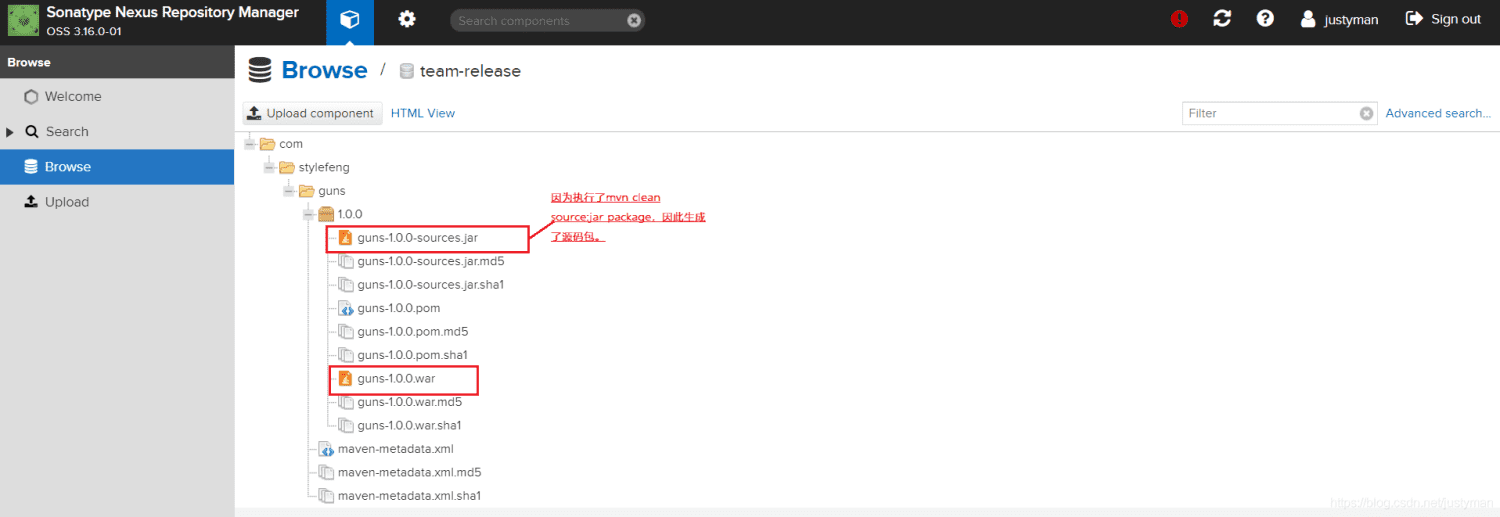 Sonatype Nexus Repository Manager
OSS 3.16.0-01
Search components
justyman
Sign out
Browse
Welcome
Search
Browse
Upload
Browse / team-release
Upload component
HTML View
Filter
Advanced search...
com
stylefeng
guns
1.0.0
guns-1.0.0-sources.jar
guns-1.0.0-sources.jar.md5
guns-1.0.0-sources.jar.sha1
guns-1.0.0.pom
guns-1.0.0.pom.md5
guns-1.0.0.pom.sha1
guns-1.0.0.war
guns-1.0.0.war.md5
guns-1.0.0.war.sha1
maven-metadata.xml
maven-metadata.xml.md5
maven-metadata.xml.sha1
因为执行了mvn clean
source:jar package，因此生成
了源码包。
https://blog.csdn.net/justyman